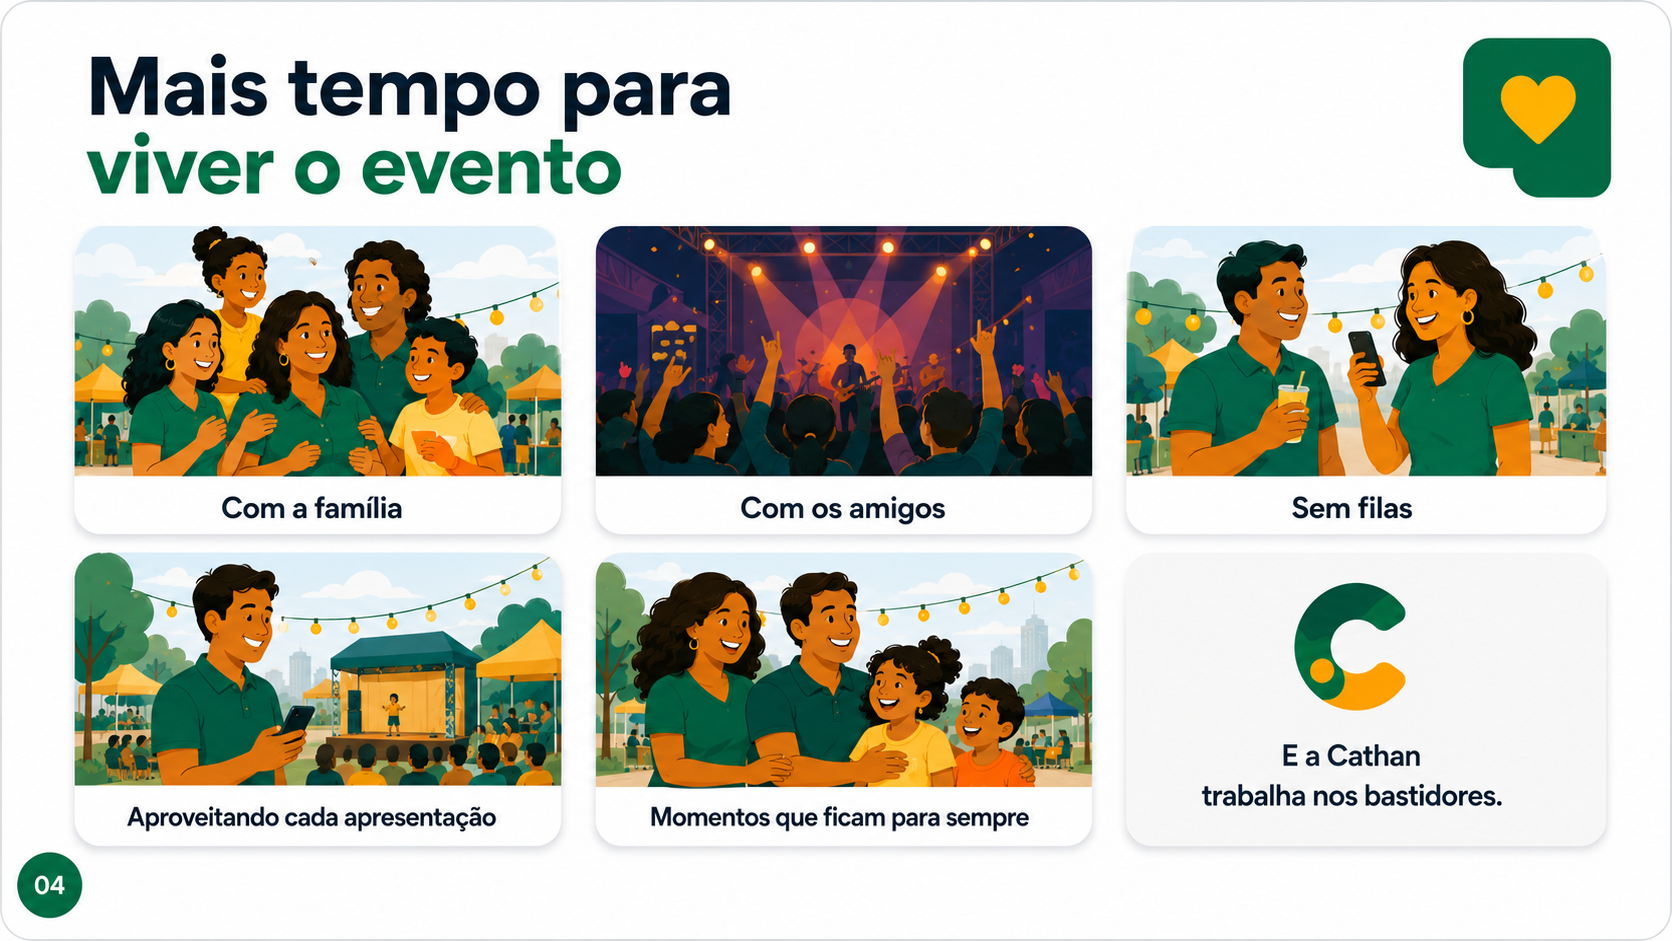 Mais tempo para
viver o evento
Com a família
Com os amigos
Sem filas
Aproveitando cada apresentação
Momentos que ficam para sempre
E a Cathan
trabalha nos bastidores.
04